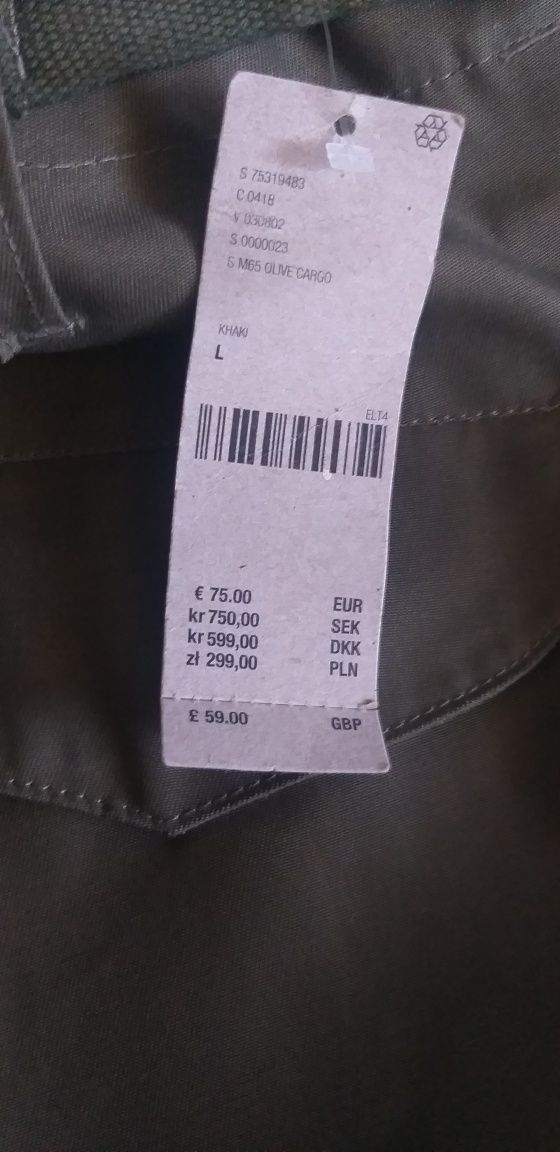 S 75319483
C 0418
V 030802
S 0000023
S M65 OLIVE CARGO
KHAKI
L
ELT4
€ 75.00 EUR
kr 750,00 SEK
kr 599,00 DKK
zł 299,00 PLN
£ 59.00 GBP